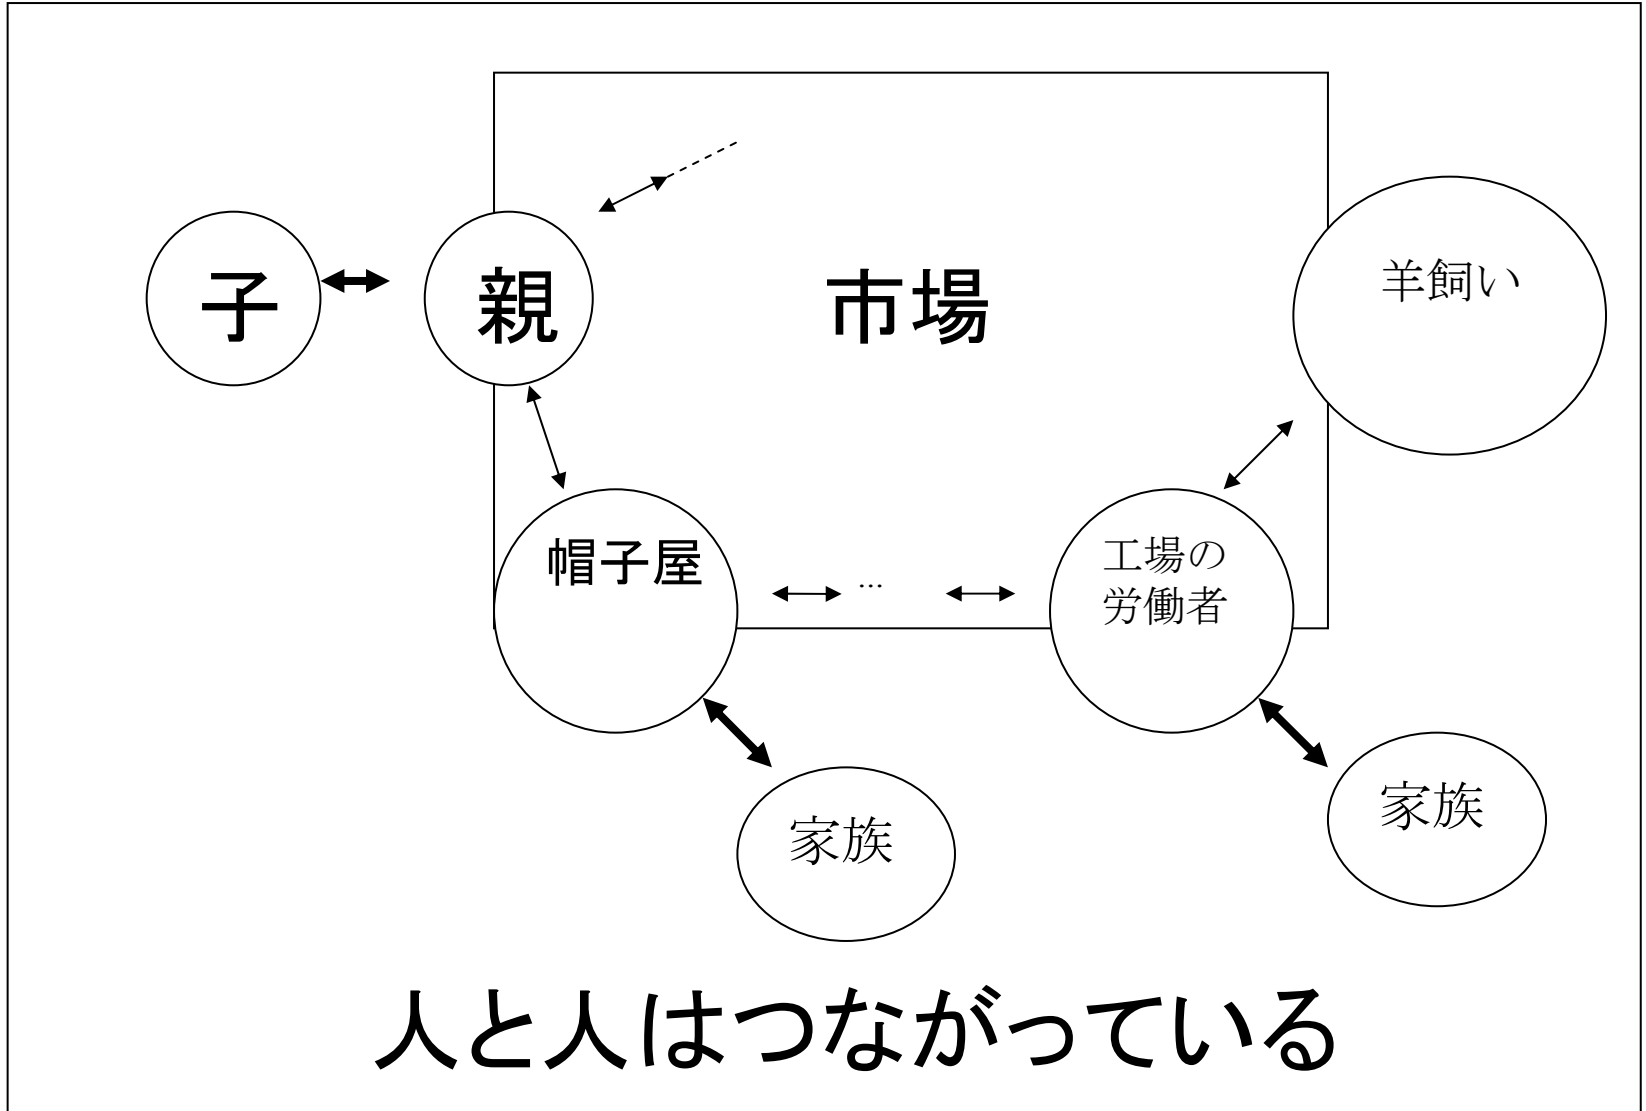 子
親
市場
羊飼い
帽子屋
…
工場の
労働者
家族
家族
人と人はつながっている